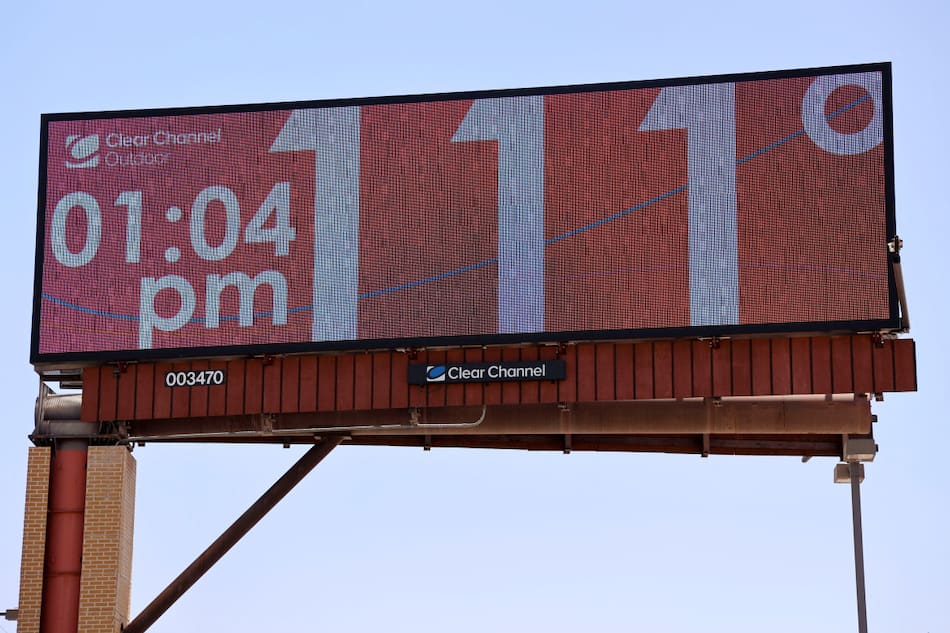 Clear Channel
Outdoor
01:04
pm
111°
003470
Clear Channel